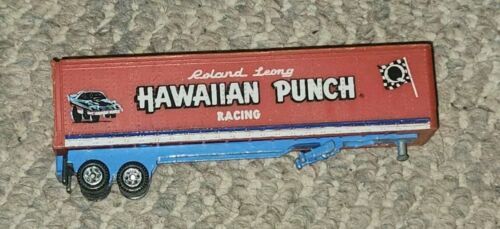 Roland Leong
HAWAIIAN PUNCH
RACING